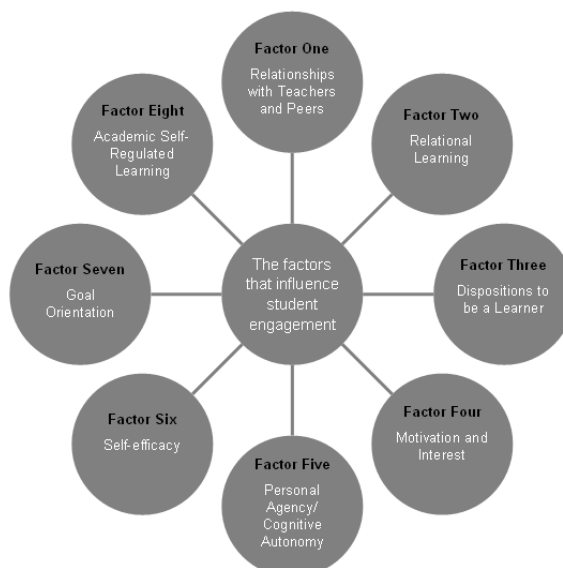 Factor One
Relationships
with Teachers
and Peers
Factor Two
Relational
Learning
Factor Three
Dispositions to
be a Learner
Factor Four
Motivation and
Interest
Factor Five
Personal
Agency/
Cognitive
Autonomy
Factor Six
Self-efficacy
Factor Seven
Goal
Orientation
Factor Eight
Academic Self-
Regulated
Learning
The factors
that influence
student
engagement